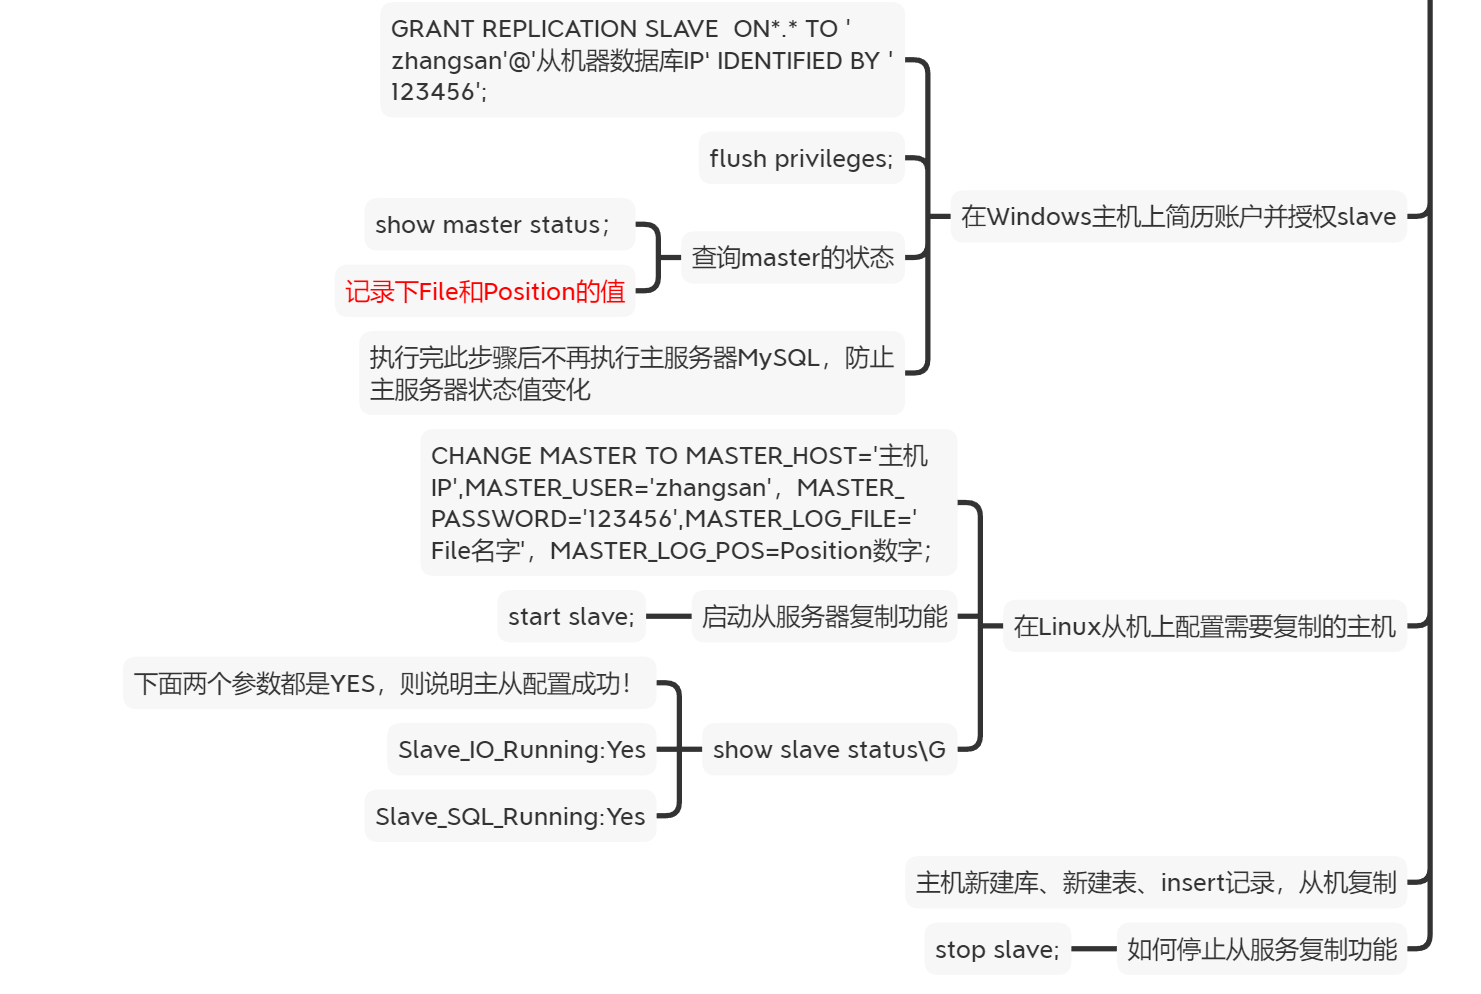 GRANT REPLICATION SLAVE  ON*.* TO '
zhangsan'@'从机器数据库IP' IDENTIFIED BY '
123456';
flush privileges;
在Windows主机上简历账户并授权slave
show master status；
查询master的状态
记录下File和Position的值
执行完此步骤后不再执行主服务器MySQL，防止
主服务器状态值变化
CHANGE MASTER TO MASTER_HOST='主机
IP',MASTER_USER='zhangsan'，MASTER_
PASSWORD='123456',MASTER_LOG_FILE='
File名字'，MASTER_LOG_POS=Position数字；
start slave;
启动从服务器复制功能
在Linux从机上配置需要复制的主机
下面两个参数都是YES，则说明主从配置成功！
Slave_IO_Running:Yes
show slave status\G
Slave_SQL_Running:Yes
主机新建库、新建表、insert记录，从机复制
stop slave;
如何停止从服务复制功能